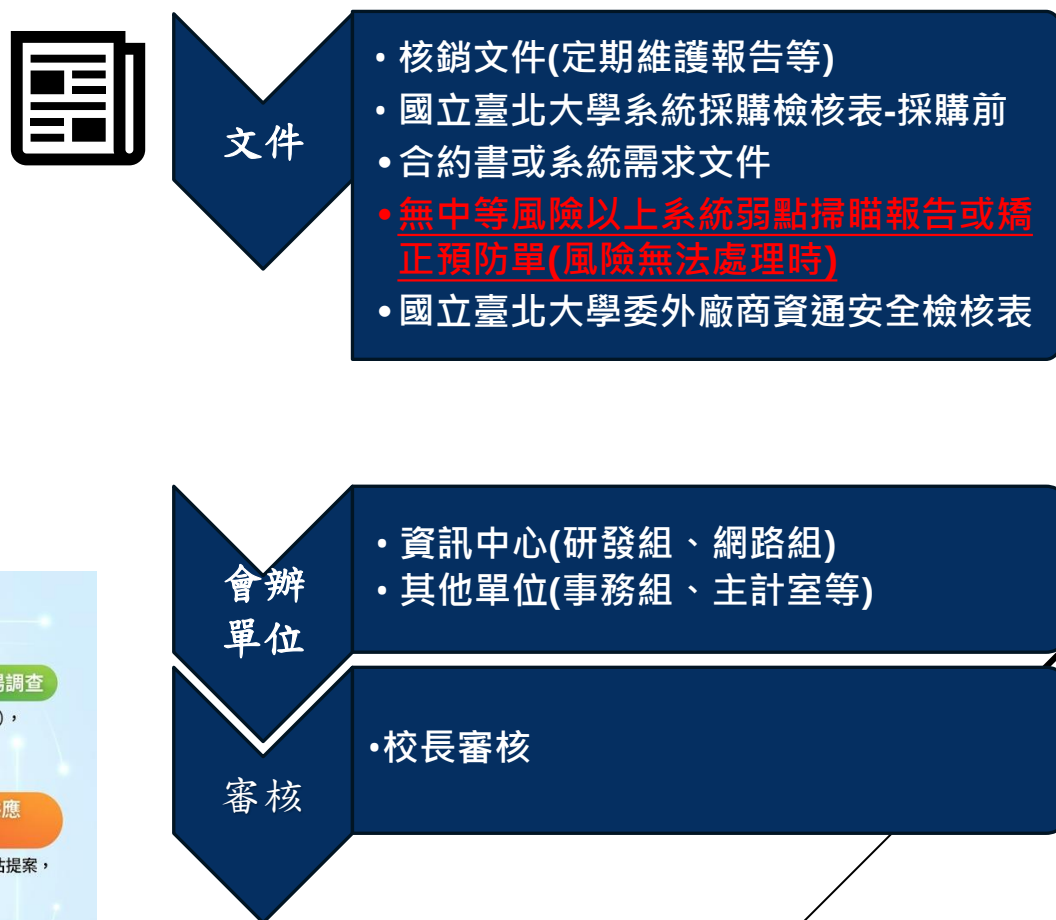 文件
• 核銷文件(定期維護報告等)
• 國立臺北大學系統採購檢核表-採購前
•合約書或系統需求文件
•無中等風險以上系統弱點掃瞄報告或矯
正預防單(風險無法處理時)
•國立臺北大學委外廠商資通安全檢核表
會辦
單位
• 資訊中心(研發組、網路組)
• 其他單位(事務組、主計室等)
審核
•校長審核
調查
)，
應
提案，